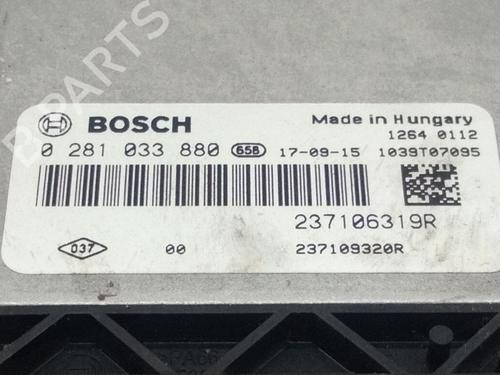 B PARTS
BOSCH
Made in Hungary
1264 0112
0 281 033 880 658 17-09-15 1039T07095
237106319R
037 00 237109320R